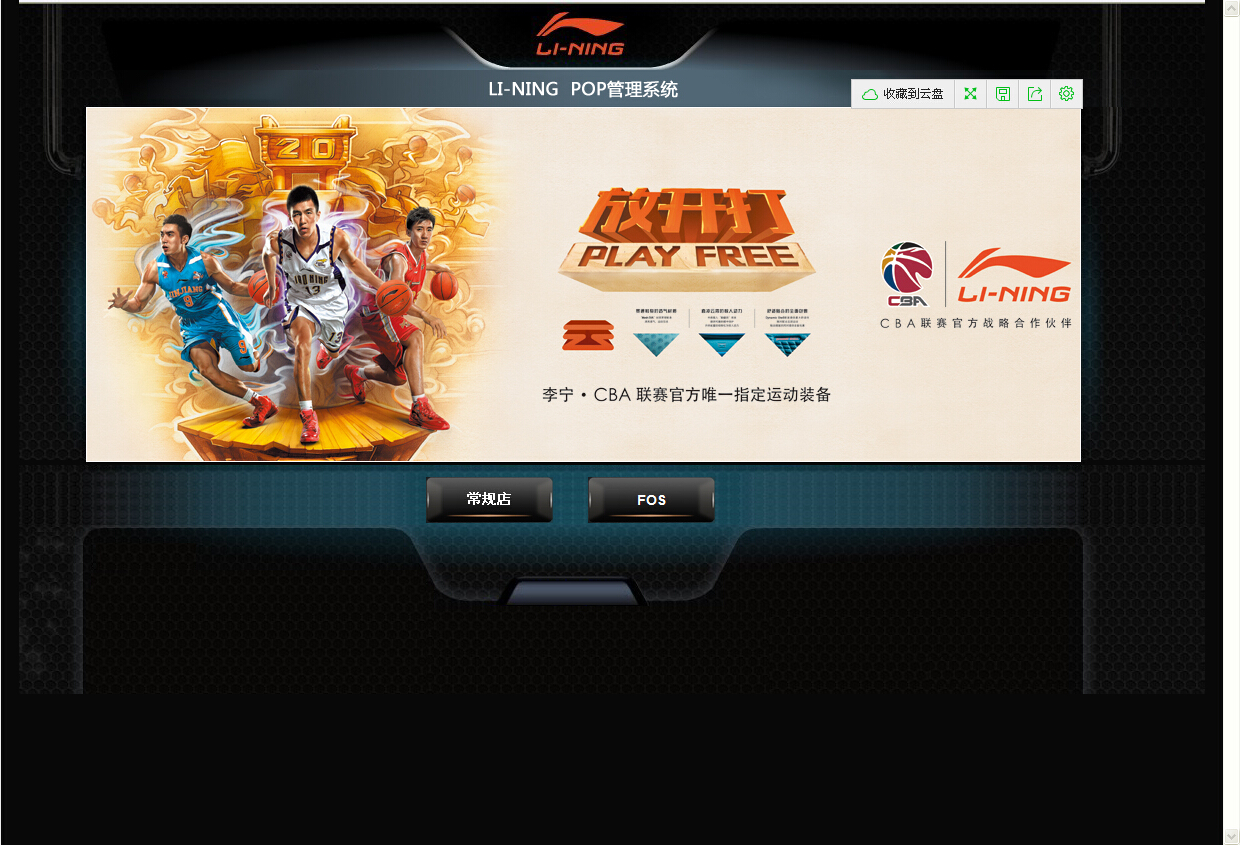 LI-NING
LI-NING POP管理系统
收藏到云盘
20
放开打
PLAY FREE
JINJIANG
9
13
CBA
LI-NING
CBA联赛官方战略合作伙伴
李宁·CBA 联赛官方唯一指定运动装备
常规店
FOS